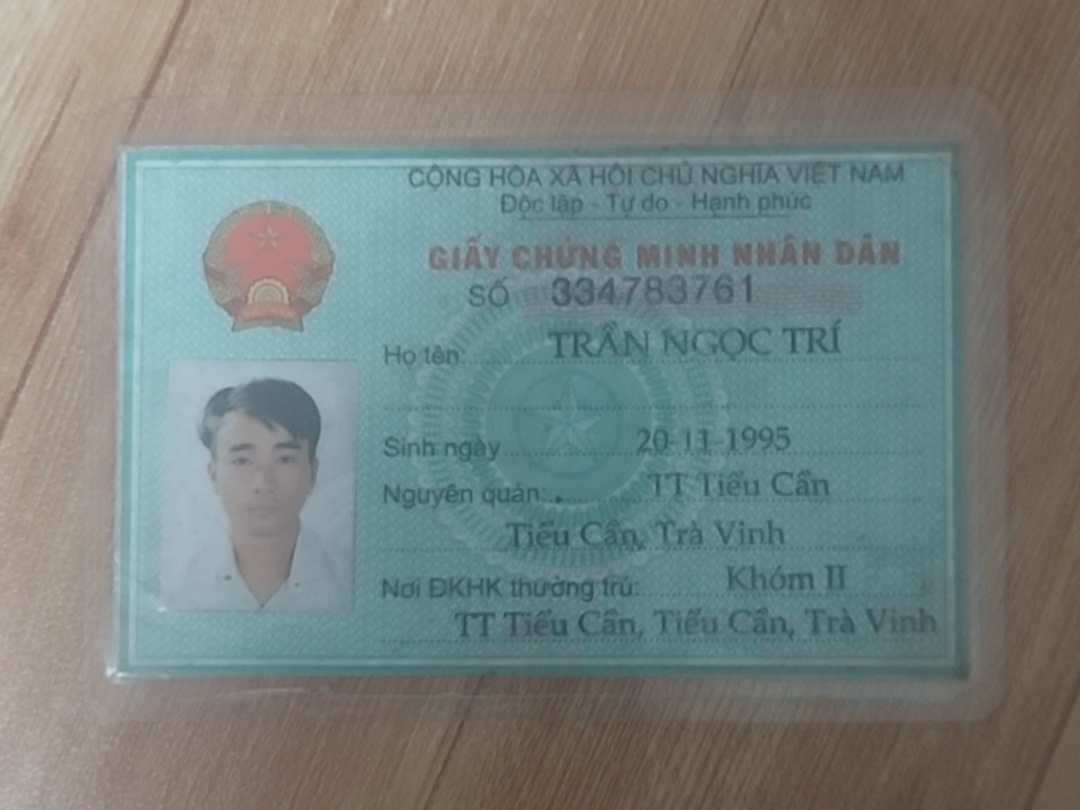 CỘNG HÒA XÃ HỘI CHỦ NGHĨA VIỆT NAM
Độc lập - Tự do - Hạnh phúc
GIẤY CHỨNG MINH NHÂN DÂN
SỐ 334783761
Họ tên: TRẦN NGỌC TRÍ
Sinh ngày 20-11-1995
Nguyên quán: TT Tiểu Cần
Tiểu Cần, Trà Vinh
Nơi ĐKHK thường trú: Khóm II
TT Tiểu Cần, Tiểu Cần, Trà Vinh